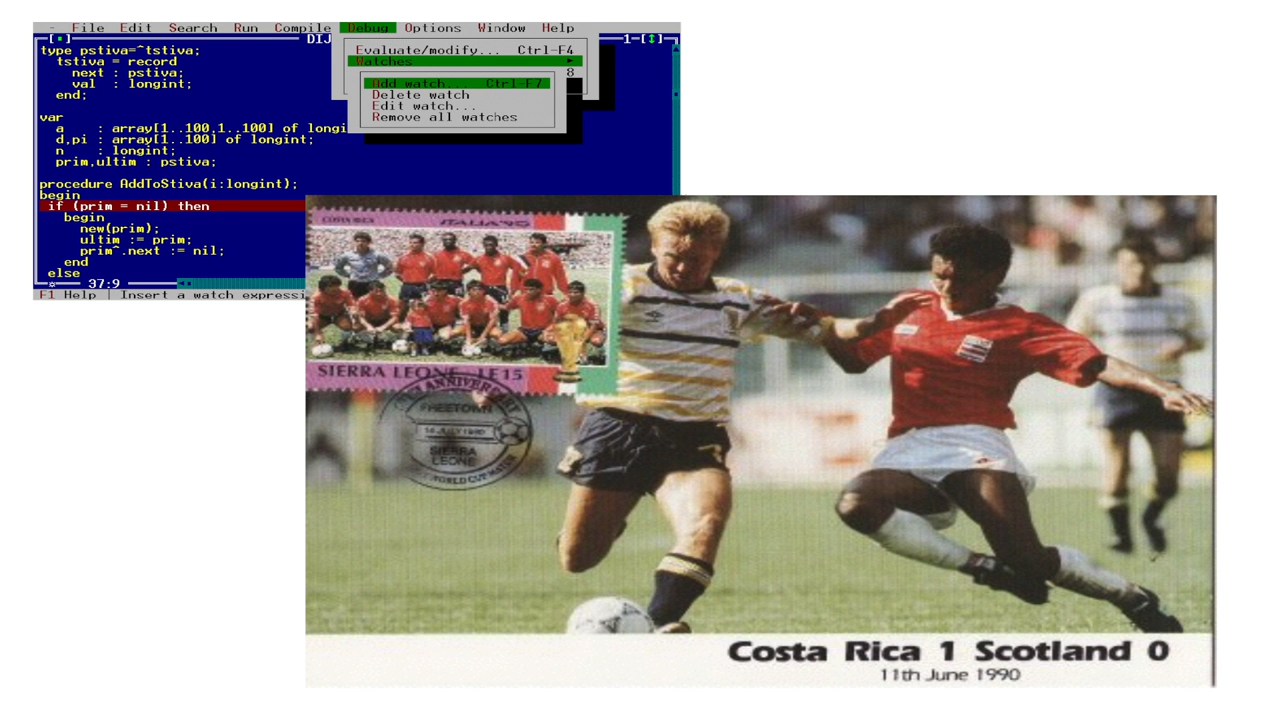 - File Edit Search Run Compile Debug Options Window Help
[▪] DIJ 1-[↕]
type pstiva=^tstiva;
tstiva = record
next : pstiva;
val : longint;
end;
var
a : array[1..100,1..100] of longi
d,pi : array[1..100] of longint;
n : longint;
prim,ultim : pstiva;
procedure AddToStiva(i:longint);
begin
if (prim = nil) then
begin
new(prim);
ultim := prim;
prim^.next := nil;
end
else
37:9
F1 Help | Insert a watch expressi
Evaluate/modify... Ctrl-F4
Watches
8
Add watch... Ctrl-F7
Delete watch
Edit watch...
Remove all watches
COSTA RICA ITALIA'90
SIERRA LEONE LE15
ANNIVERSARY
FREETOWN
JULY 1990
SIERRA
LEONE
WORLD CUP
Costa Rica 1 Scotland 0
11th June 1990